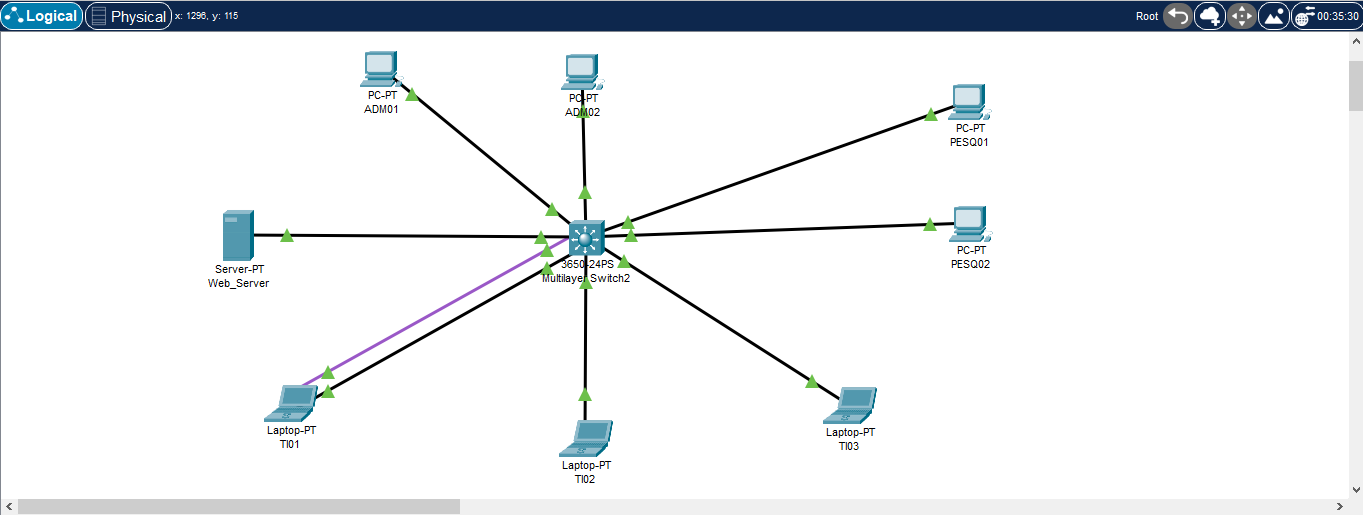 Logical
Physical
x: 1296, y: 115
Root
00:35:30
PC-PT
ADM01
PC-PT
ADM02
PC-PT
PESQ01
Server-PT
Web_Server
3650-24PS
Multilayer Switch2
PC-PT
PESQ02
Laptop-PT
TI01
Laptop-PT
TI02
Laptop-PT
TI03